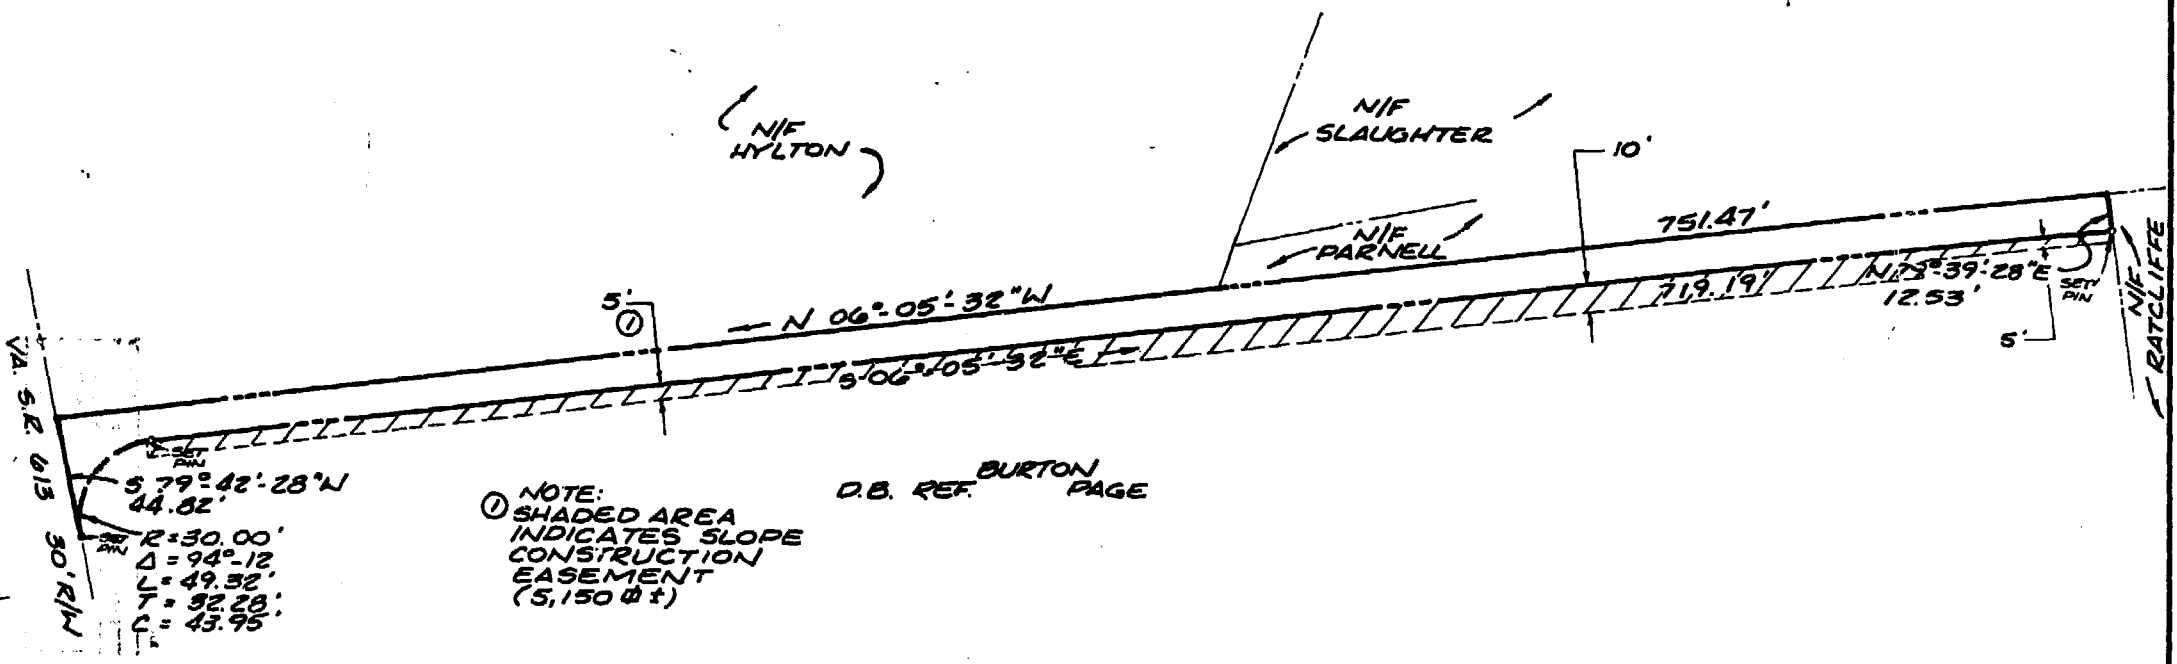 N/F
HYLTON
N/F
SLAUGHTER
10'
N/F
PARNELL
751.47'
5'
①
N 06°-05'-32"W
S 06°-05'-32"E
719.19'
-39'-28"E
12.53'
SET
PIN
5'
N/F
RATCLIFFE
VA. S.R. 613 30' R/W
SET
PIN
S 79°-42'-28"W
44.82'
PIN
R=30.00'
Δ = 94°-12
L = 49.32'
T = 32.28'
C = 43.95'
① NOTE:
SHADED AREA
INDICATES SLOPE
CONSTRUCTION
EASEMENT
(5,150 ⌀ ±)
BURTON
D.B. REF. PAGE